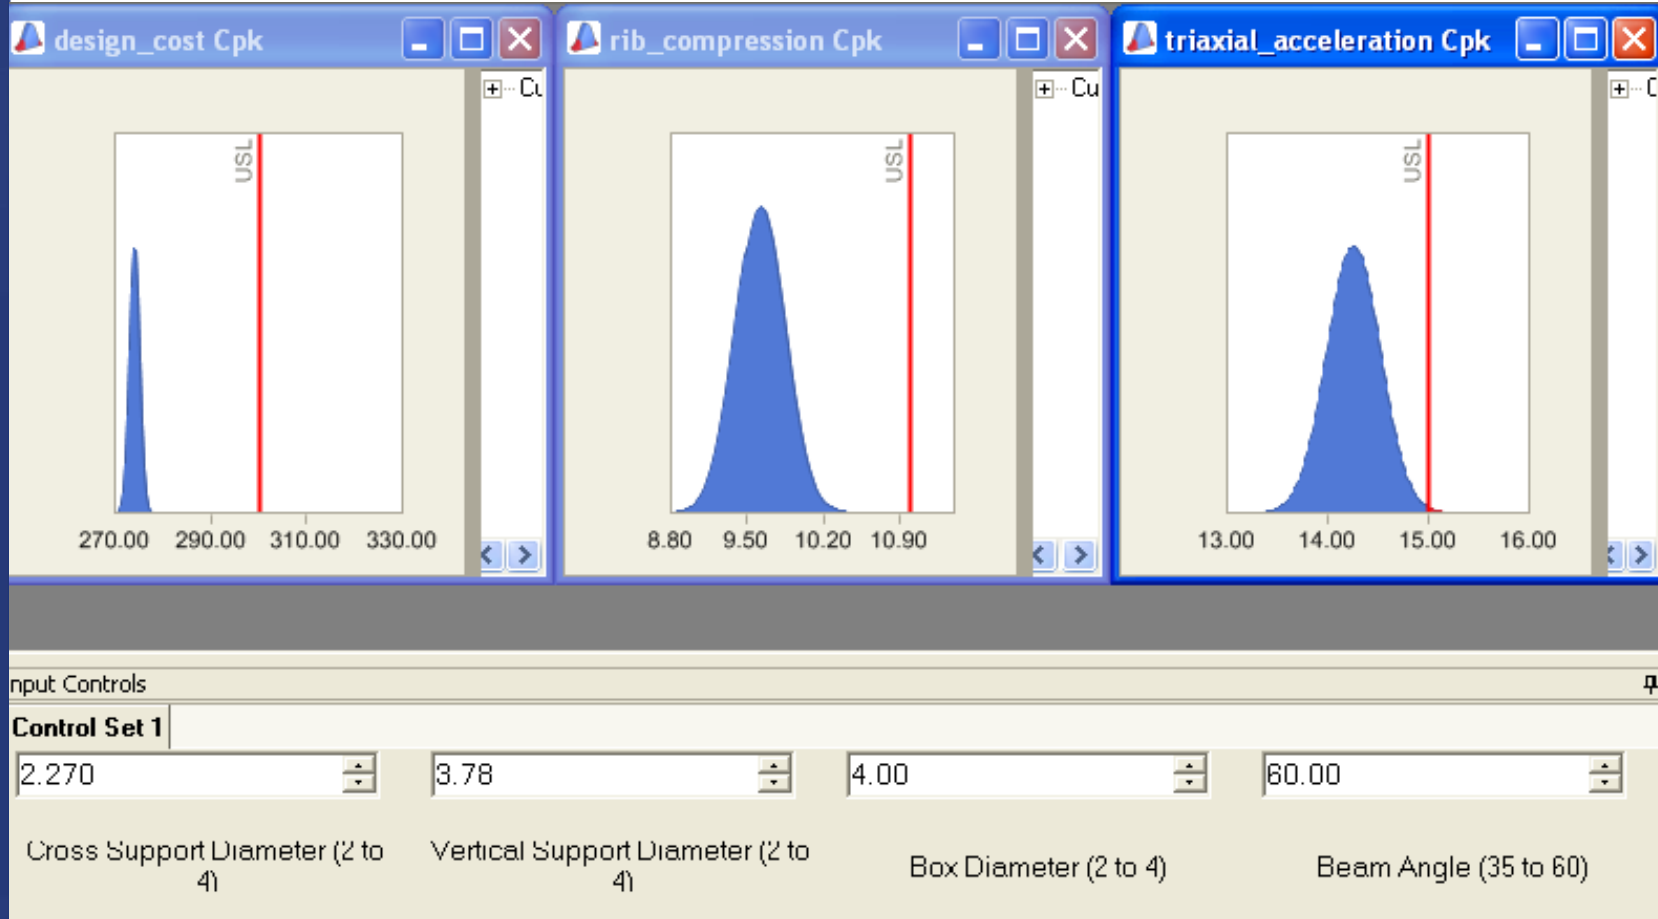 design_cost Cpk
rib_compression Cpk
triaxial_acceleration Cpk
Cu
Cu
C
USL
USL
USL
270.00 290.00 310.00 330.00
8.80 9.50 10.20 10.90
13.00 14.00 15.00 16.00
nput Controls
Control Set 1
2.270
3.78
4.00
60.00
Cross Support Diameter (2 to
4)
Vertical Support Diameter (2 to
4)
Box Diameter (2 to 4)
Beam Angle (35 to 60)